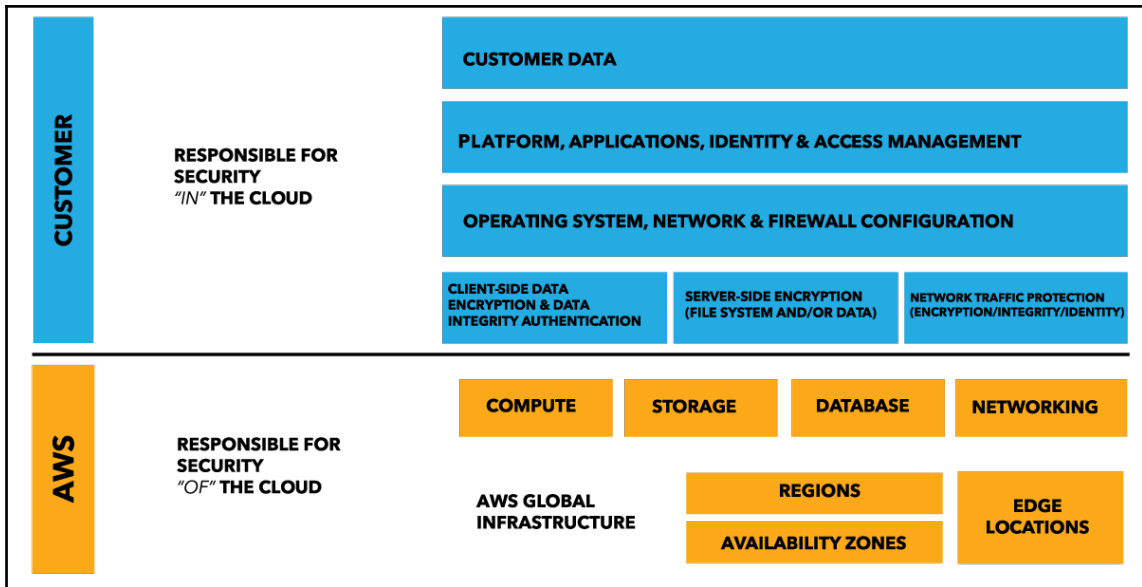 CUSTOMER
RESPONSIBLE FOR
SECURITY
"IN" THE CLOUD
CUSTOMER DATA
PLATFORM, APPLICATIONS, IDENTITY & ACCESS MANAGEMENT
OPERATING SYSTEM, NETWORK & FIREWALL CONFIGURATION
CLIENT-SIDE DATA
ENCRYPTION & DATA
INTEGRITY AUTHENTICATION
SERVER-SIDE ENCRYPTION
(FILE SYSTEM AND/OR DATA)
NETWORK TRAFFIC PROTECTION
(ENCRYPTION/INTEGRITY/IDENTITY)
AWS
RESPONSIBLE FOR
SECURITY
"OF" THE CLOUD
COMPUTE
STORAGE
DATABASE
NETWORKING
AWS GLOBAL
INFRASTRUCTURE
REGIONS
AVAILABILITY ZONES
EDGE
LOCATIONS